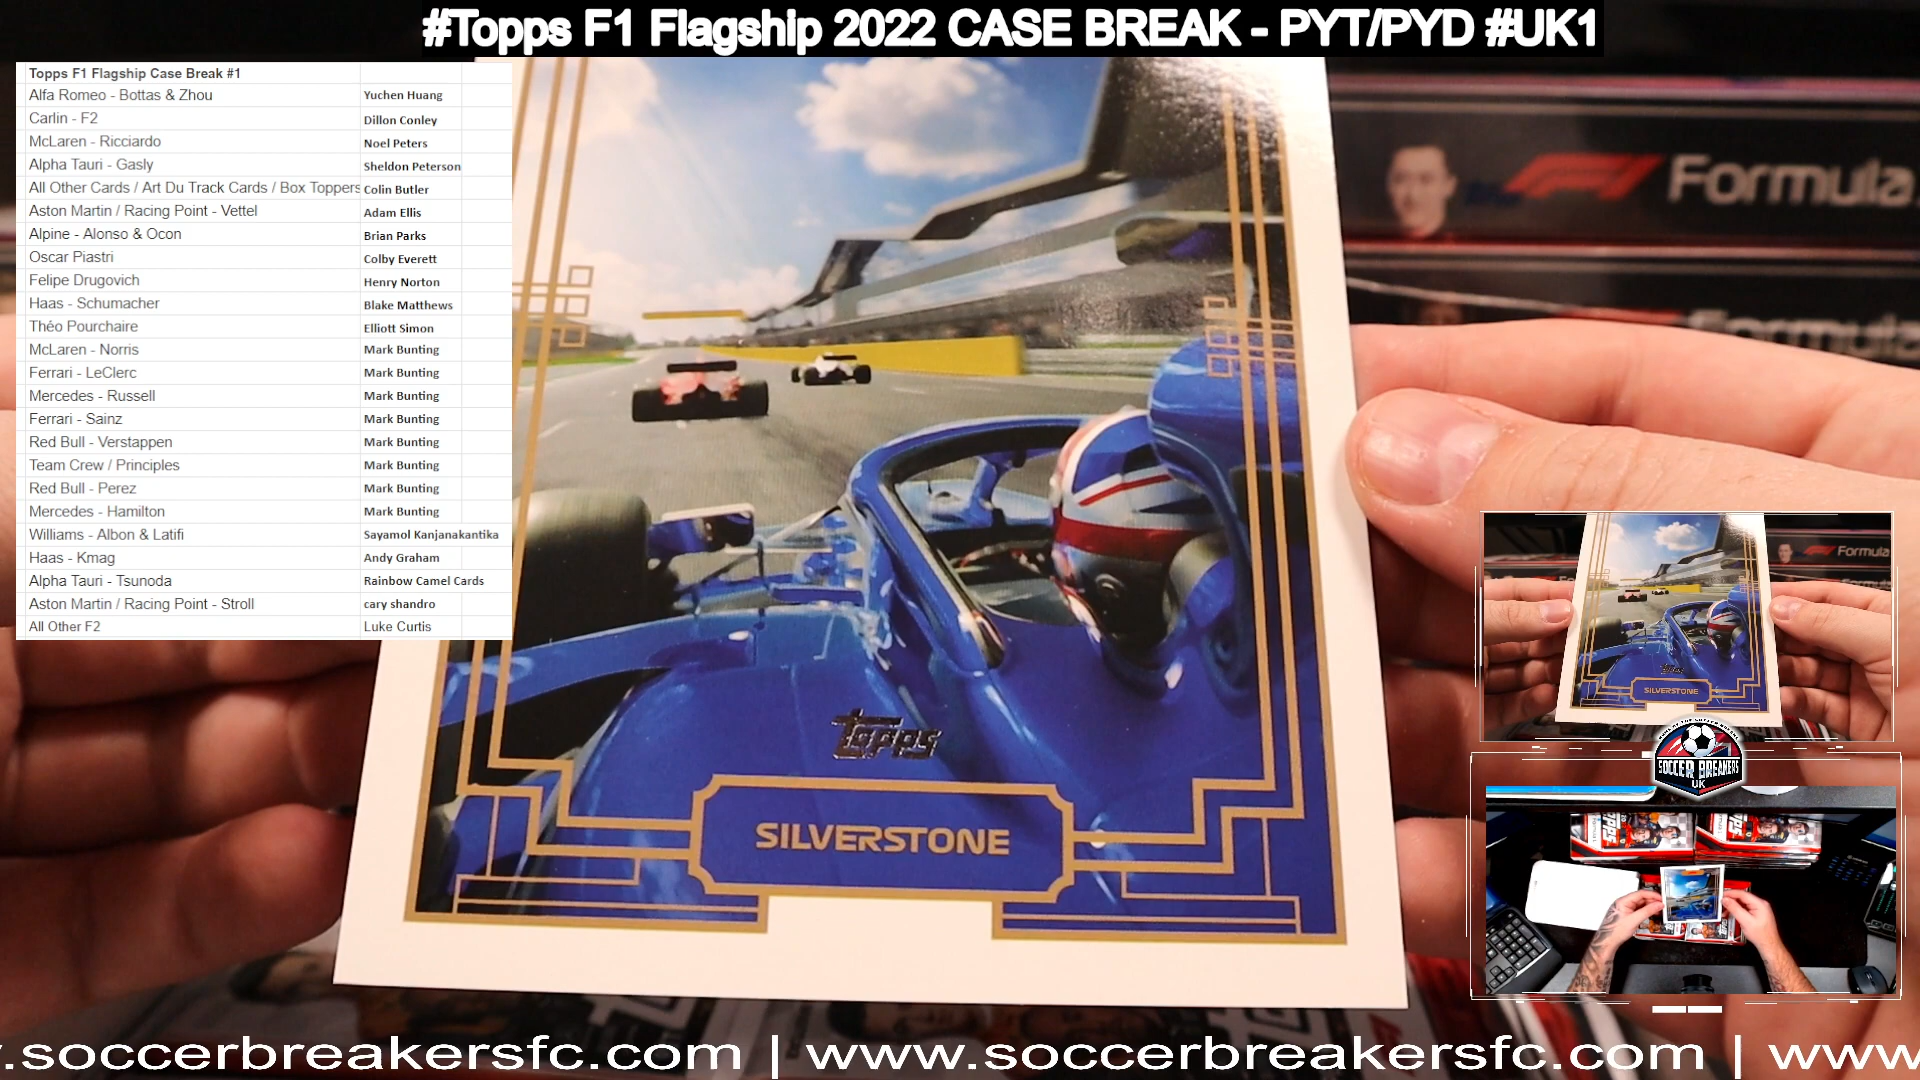 #Topps F1 Flagship 2022 CASE BREAK - PYT/PYD #UK1
Topps F1 Flagship Case Break #1
Alfa Romeo - Bottas & Zhou Yuchen Huang
Carlin - F2 Dillon Conley
McLaren - Ricciardo Noel Peters
Alpha Tauri - Gasly Sheldon Peterson
All Other Cards / Art Du Track Cards / Box Toppers Colin Butler
Aston Martin / Racing Point - Vettel Adam Ellis
Alpine - Alonso & Ocon Brian Parks
Oscar Piastri Colby Everett
Felipe Drugovich Henry Norton
Haas - Schumacher Blake Matthews
Théo Pourchaire Elliott Simon
McLaren - Norris Mark Bunting
Ferrari - LeClerc Mark Bunting
Mercedes - Russell Mark Bunting
Ferrari - Sainz Mark Bunting
Red Bull - Verstappen Mark Bunting
Team Crew / Principles Mark Bunting
Red Bull - Perez Mark Bunting
Mercedes - Hamilton Mark Bunting
Williams - Albon & Latifi Sayamol Kanjanakantika
Haas - Kmag Andy Graham
Alpha Tauri - Tsunoda Rainbow Camel Cards
Aston Martin / Racing Point - Stroll cary shandro
All Other F2 Luke Curtis
F1 Formula
Formula
topps
SILVERSTONE
Formula
SILVERSTONE
SOCCER BREAKERS
UK
.soccerbreakersfc.com | www.soccerbreakersfc.com | www